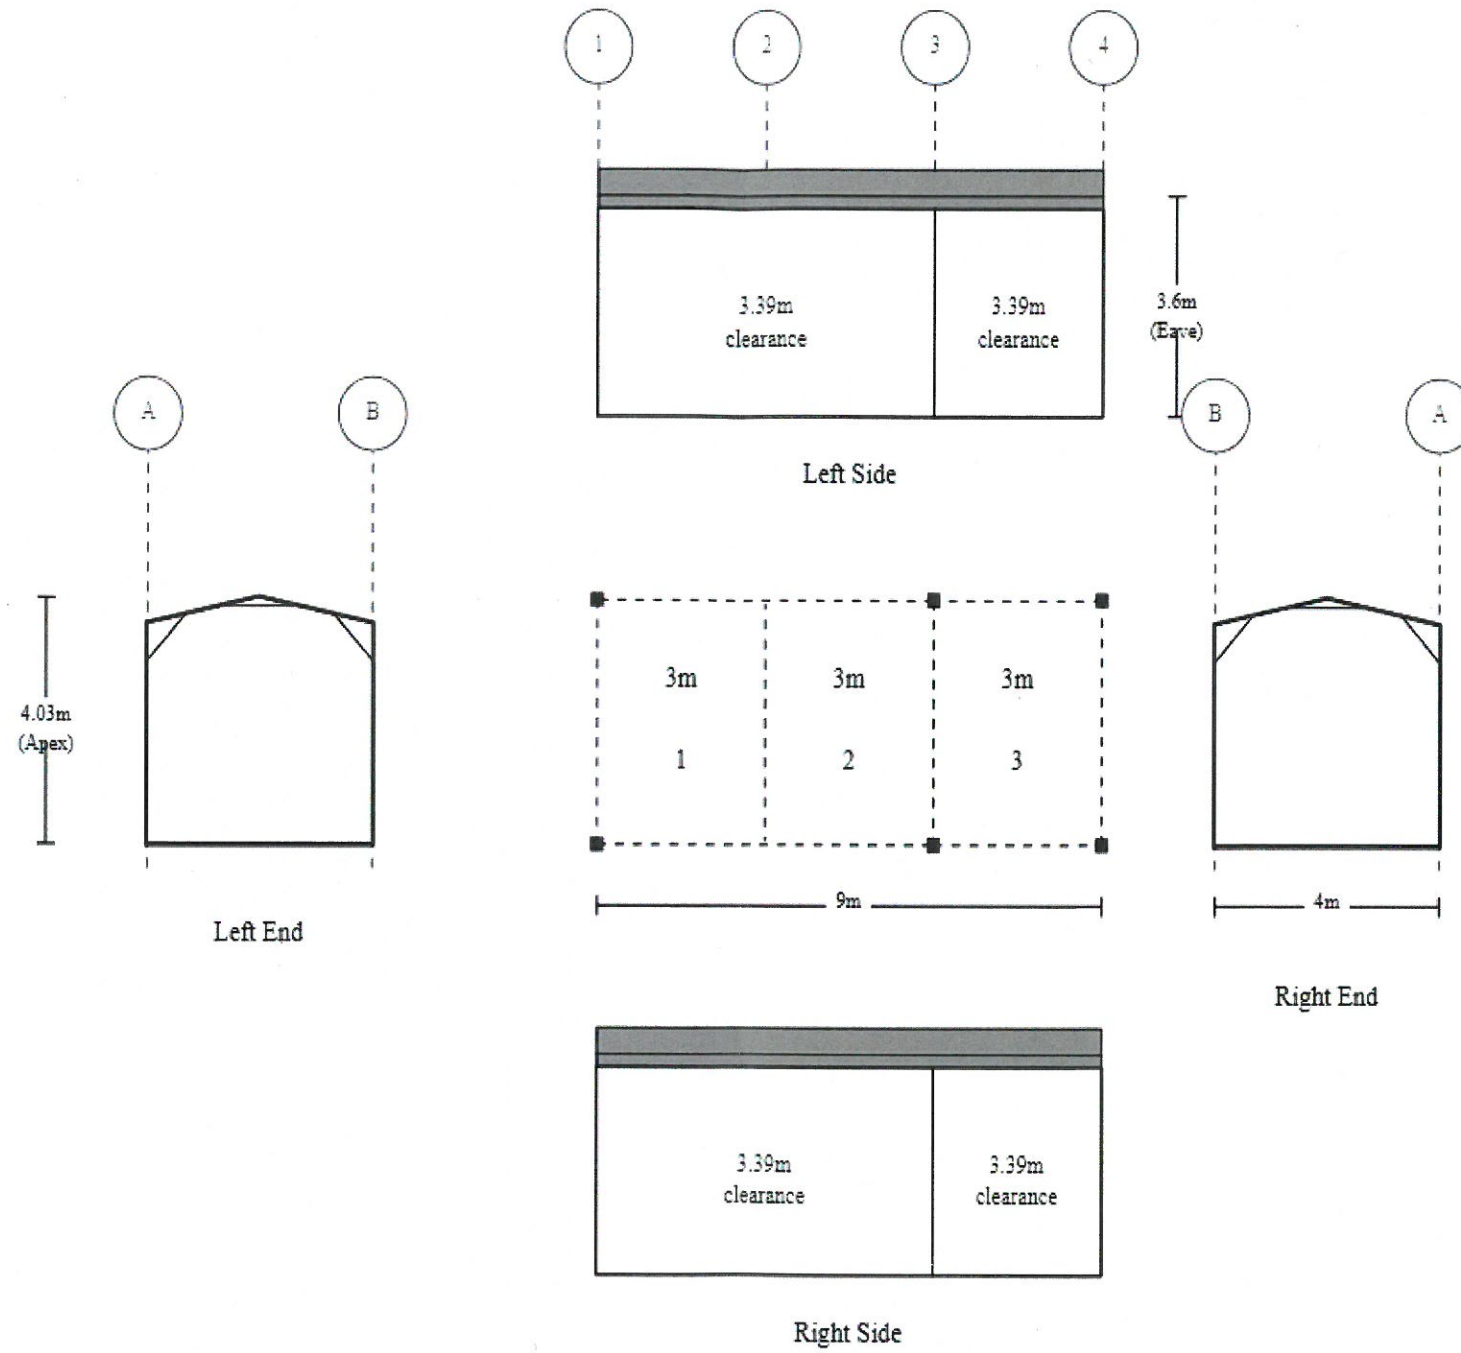 1 2 3 4
3.39m
clearance
3.39m
clearance
3.6m
(Eave)
Left Side
A B
B A
4.03m
(Apex)
3m 3m 3m
1 2 3
9m
4m
Left End
Right End
3.39m
clearance
3.39m
clearance
Right Side